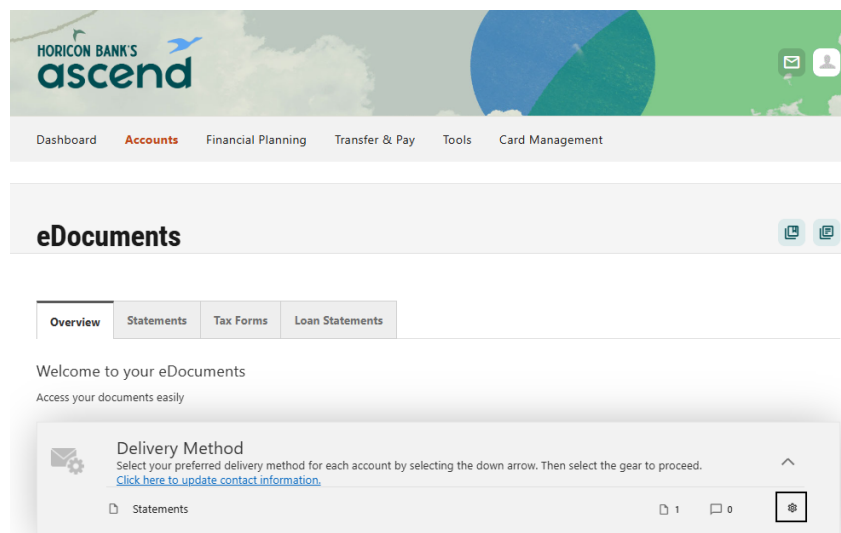 HORICON BANK'S
ascend
Dashboard Accounts Financial Planning Transfer & Pay Tools Card Management
eDocuments
Overview Statements Tax Forms Loan Statements
Welcome to your eDocuments
Access your documents easily
Delivery Method
Select your preferred delivery method for each account by selecting the down arrow. Then select the gear to proceed.
Click here to update contact information.
Statements 1 0